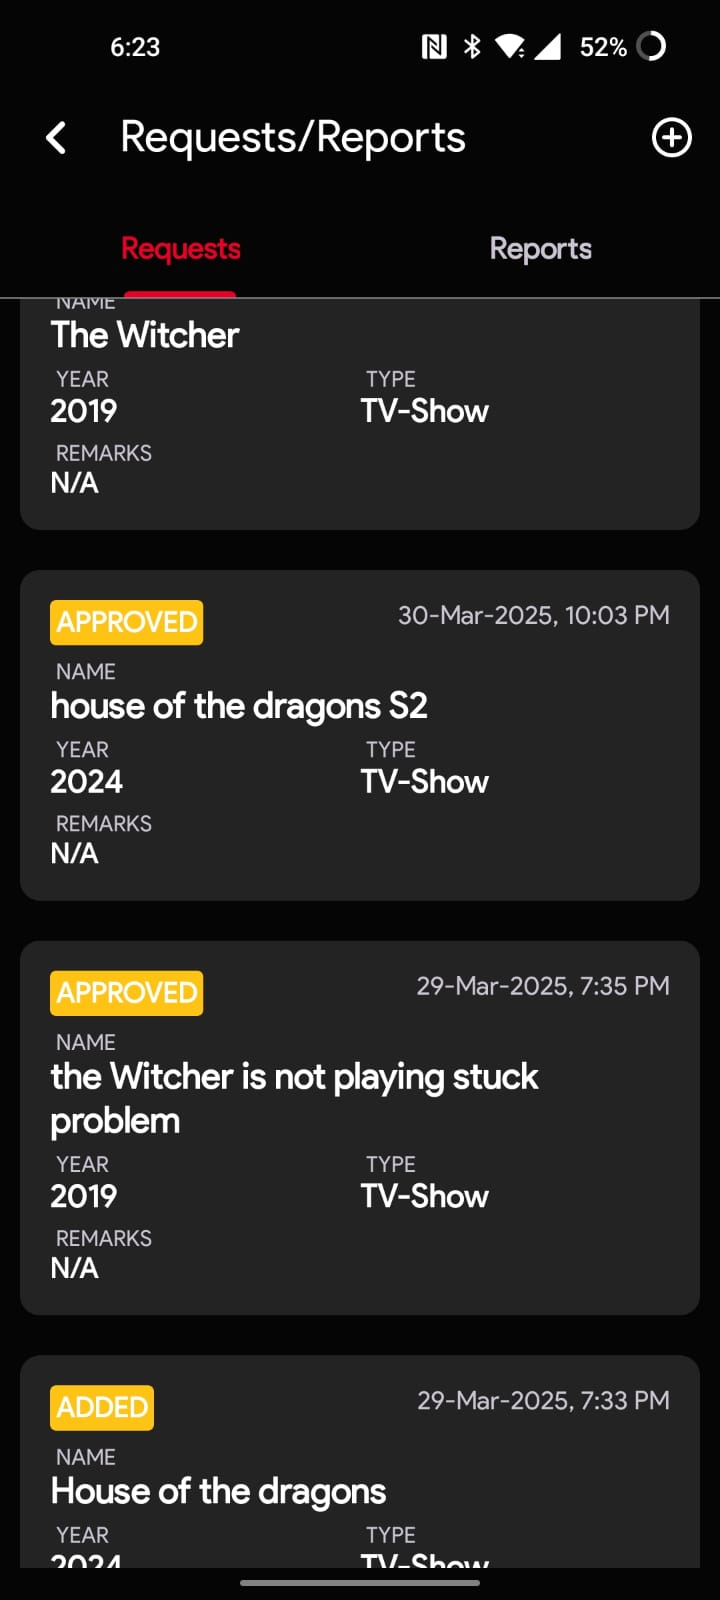 6:23
52%
Requests/Reports
Requests Reports
NAME
The Witcher
YEAR TYPE
2019 TV-Show
REMARKS
N/A
APPROVED 30-Mar-2025, 10:03 PM
NAME
house of the dragons S2
YEAR TYPE
2024 TV-Show
REMARKS
N/A
APPROVED 29-Mar-2025, 7:35 PM
NAME
the Witcher is not playing stuck
problem
YEAR TYPE
2019 TV-Show
REMARKS
N/A
ADDED 29-Mar-2025, 7:33 PM
NAME
House of the dragons
YEAR TYPE
2024 TV-Show